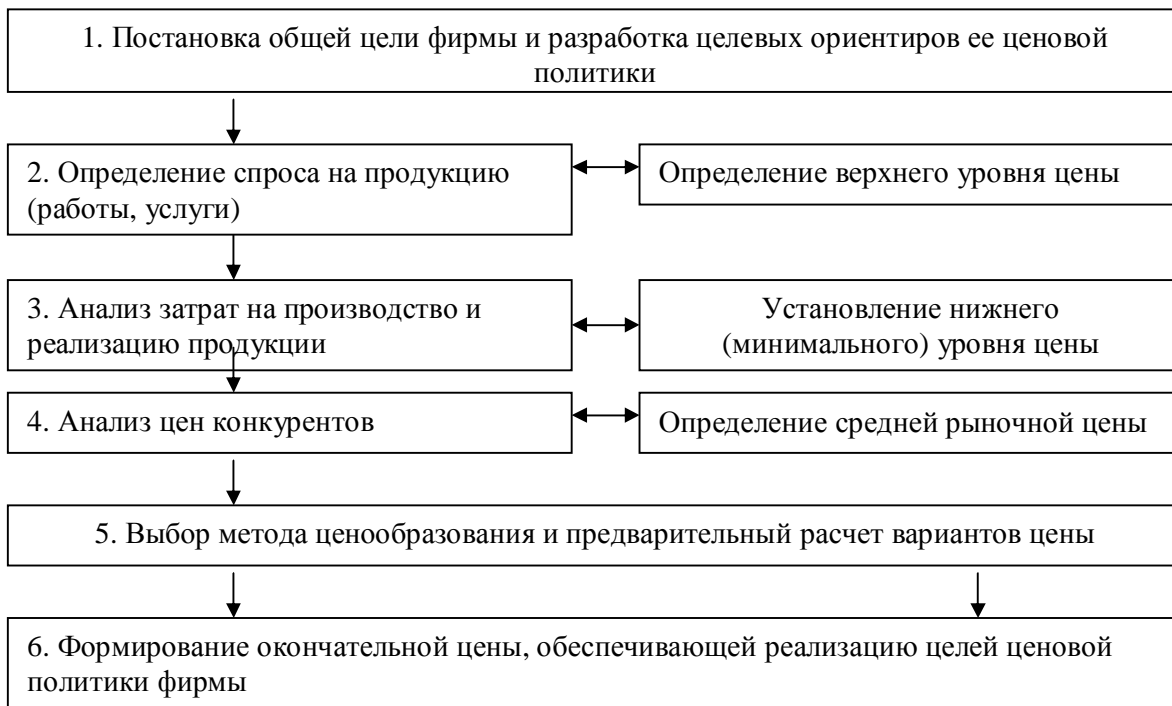 1. Постановка общей цели фирмы и разработка целевых ориентиров ее ценовой
политики
2. Определение спроса на продукцию
(работы, услуги)
Определение верхнего уровня цены
3. Анализ затрат на производство и
реализацию продукции
Установление нижнего
(минимального) уровня цены
4. Анализ цен конкурентов
Определение средней рыночной цены
5. Выбор метода ценообразования и предварительный расчет вариантов цены
6. Формирование окончательной цены, обеспечивающей реализацию целей ценовой
политики фирмы